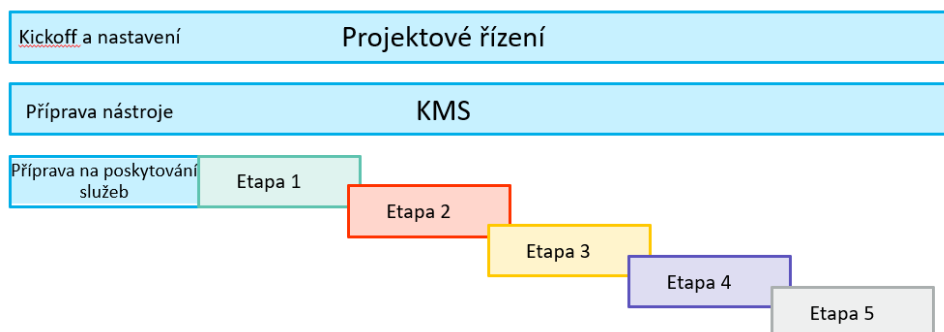 Kickoff a nastavení
Projektové řízení
Příprava nástroje
KMS
Příprava na poskytování
služeb
Etapa 1
Etapa 2
Etapa 3
Etapa 4
Etapa 5